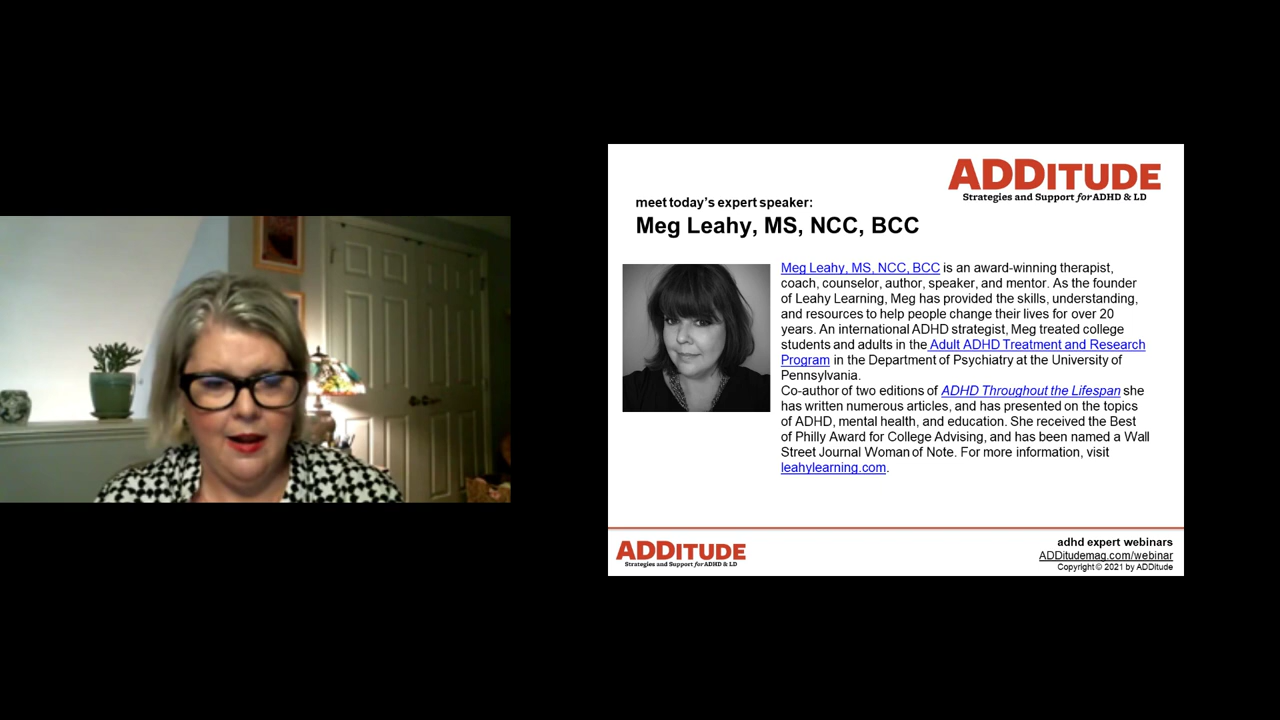 ADDITUDE
Strategies and Support for ADHD & LD
meet today's expert speaker:
Meg Leahy, MS, NCC, BCC
Meg Leahy, MS, NCC, BCC is an award-winning therapist,
coach, counselor, author, speaker, and mentor. As the founder
of Leahy Learning, Meg has provided the skills, understanding,
and resources to help people change their lives for over 20
years. An international ADHD strategist, Meg treated college
students and adults in the Adult ADHD Treatment and Research
Program in the Department of Psychiatry at the University of
Pennsylvania.
Co-author of two editions of ADHD Throughout the Lifespan she
has written numerous articles, and has presented on the topics
of ADHD, mental health, and education. She received the Best
of Philly Award for College Advising, and has been named a Wall
Street Journal Woman of Note. For more information, visit
leahylearning.com.
ADDITUDE
Strategies and Support for ADHD & LD
adhd expert webinars
ADDitudemag.com/webinar
Copyright © 2021 by ADDitude